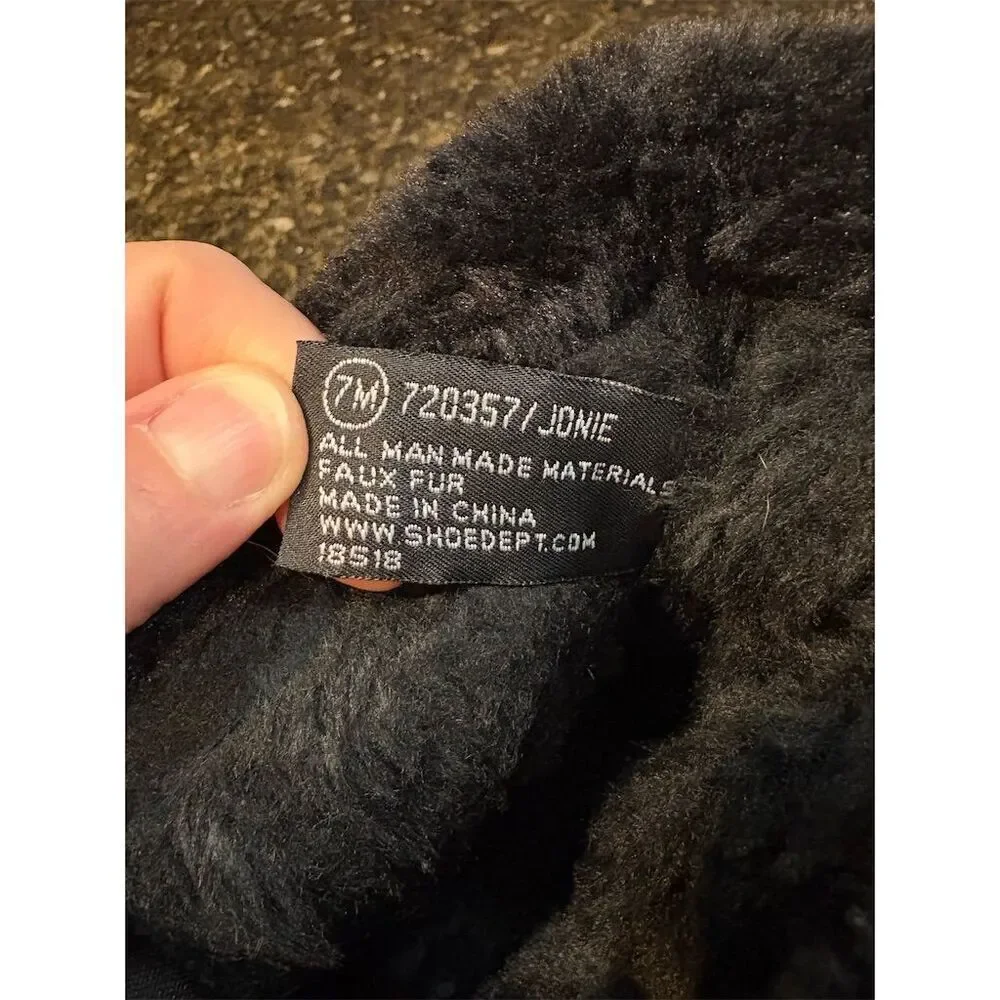 7M 720357/JONIE
ALL MAN MADE MATERIALS
FAUX FUR
MADE IN CHINA
WWW.SHOEDEPT.COM
18S18